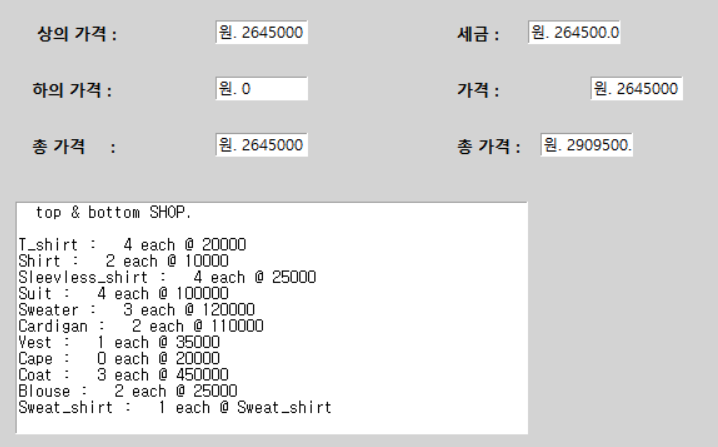 상의 가격 : 원. 2645000 세금 : 원. 264500.0
하의 가격 : 원. 0 가격 : 원. 2645000
총 가격 : 원. 2645000 총 가격 : 원. 2909500.
top & bottom SHOP.
T_shirt : 4 each @ 20000
Shirt : 2 each @ 10000
Sleevless_shirt : 4 each @ 25000
Suit : 4 each @ 100000
Sweater : 3 each @ 120000
Cardigan : 2 each @ 110000
Vest : 1 each @ 35000
Cape : 0 each @ 20000
Coat : 3 each @ 450000
Blouse : 2 each @ 25000
Sweat_shirt : 1 each @ Sweat_shirt